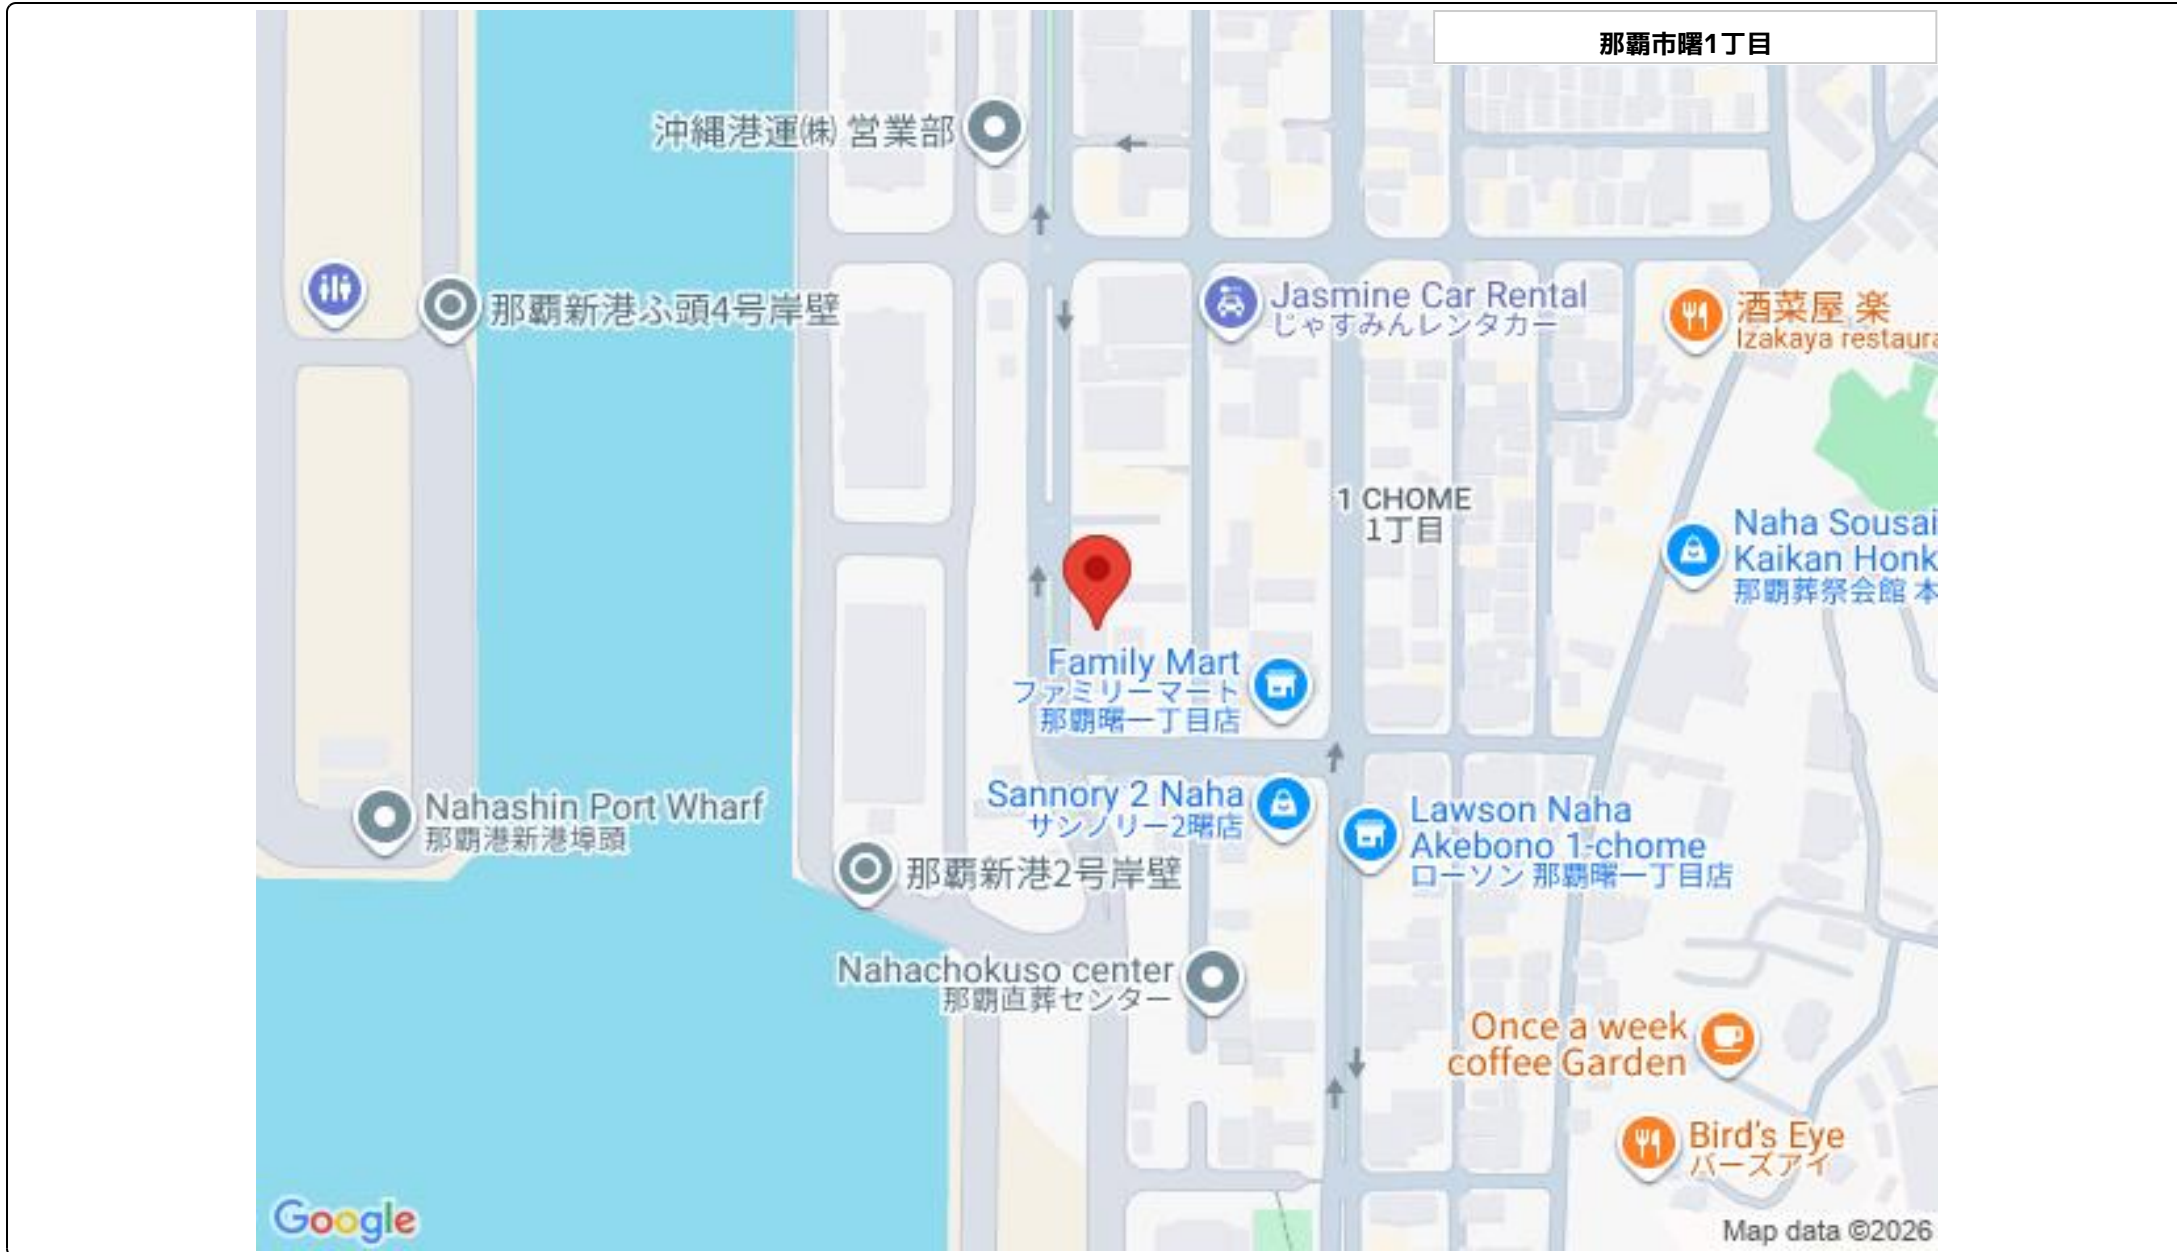 那覇市曙1丁目
沖縄港運㈱ 営業部
那覇新港ふ頭4号岸壁
Jasmine Car Rental
じゃすみんレンタカー
酒菜屋 楽
Izakaya restaura
1 CHOME
1丁目
Naha Sousai
Kaikan Honk
那覇葬祭会館 本
Family Mart
ファミリーマート
那覇曙一丁目店
Nahashin Port Wharf
那覇港新港埠頭
Sannory 2 Naha
サンノリー2曙店
Lawson Naha
Akebono 1-chome
ローソン 那覇曙一丁目店
那覇新港2号岸壁
Nahachokuso center
那覇直葬センター
Once a week
coffee Garden
Bird's Eye
バーズアイ
Google
Map data ©2026